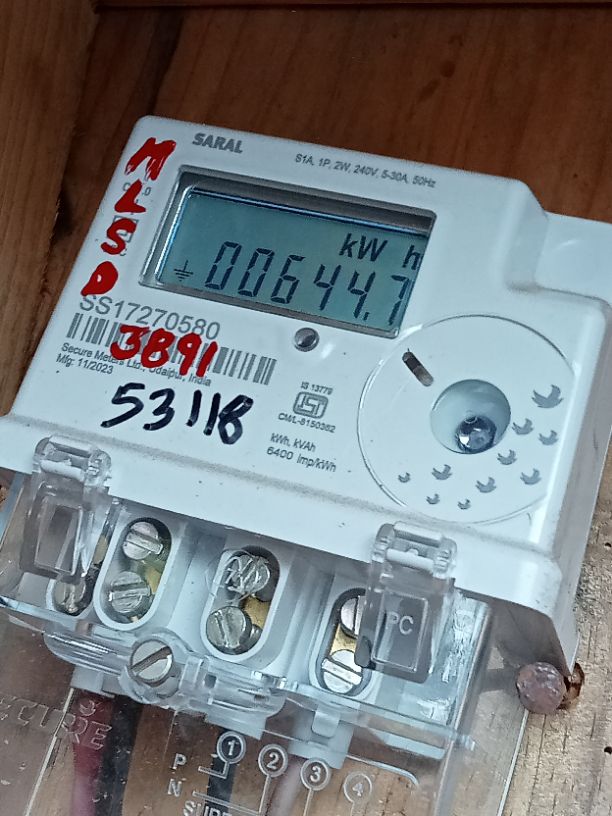 SARAL
S1A, 1P, 2W, 240V, 5-30A, 50Hz
MLSD
kW h
00644.7
SS17270580
3891
Secure Meters Ltd., Udaipur, India
Mfg: 11/2023
53118
IS 13779
CM/L-8150382
kWh, kVAh
6400 imp/kWh
PC
SECURE
1 2 3 4
P
N